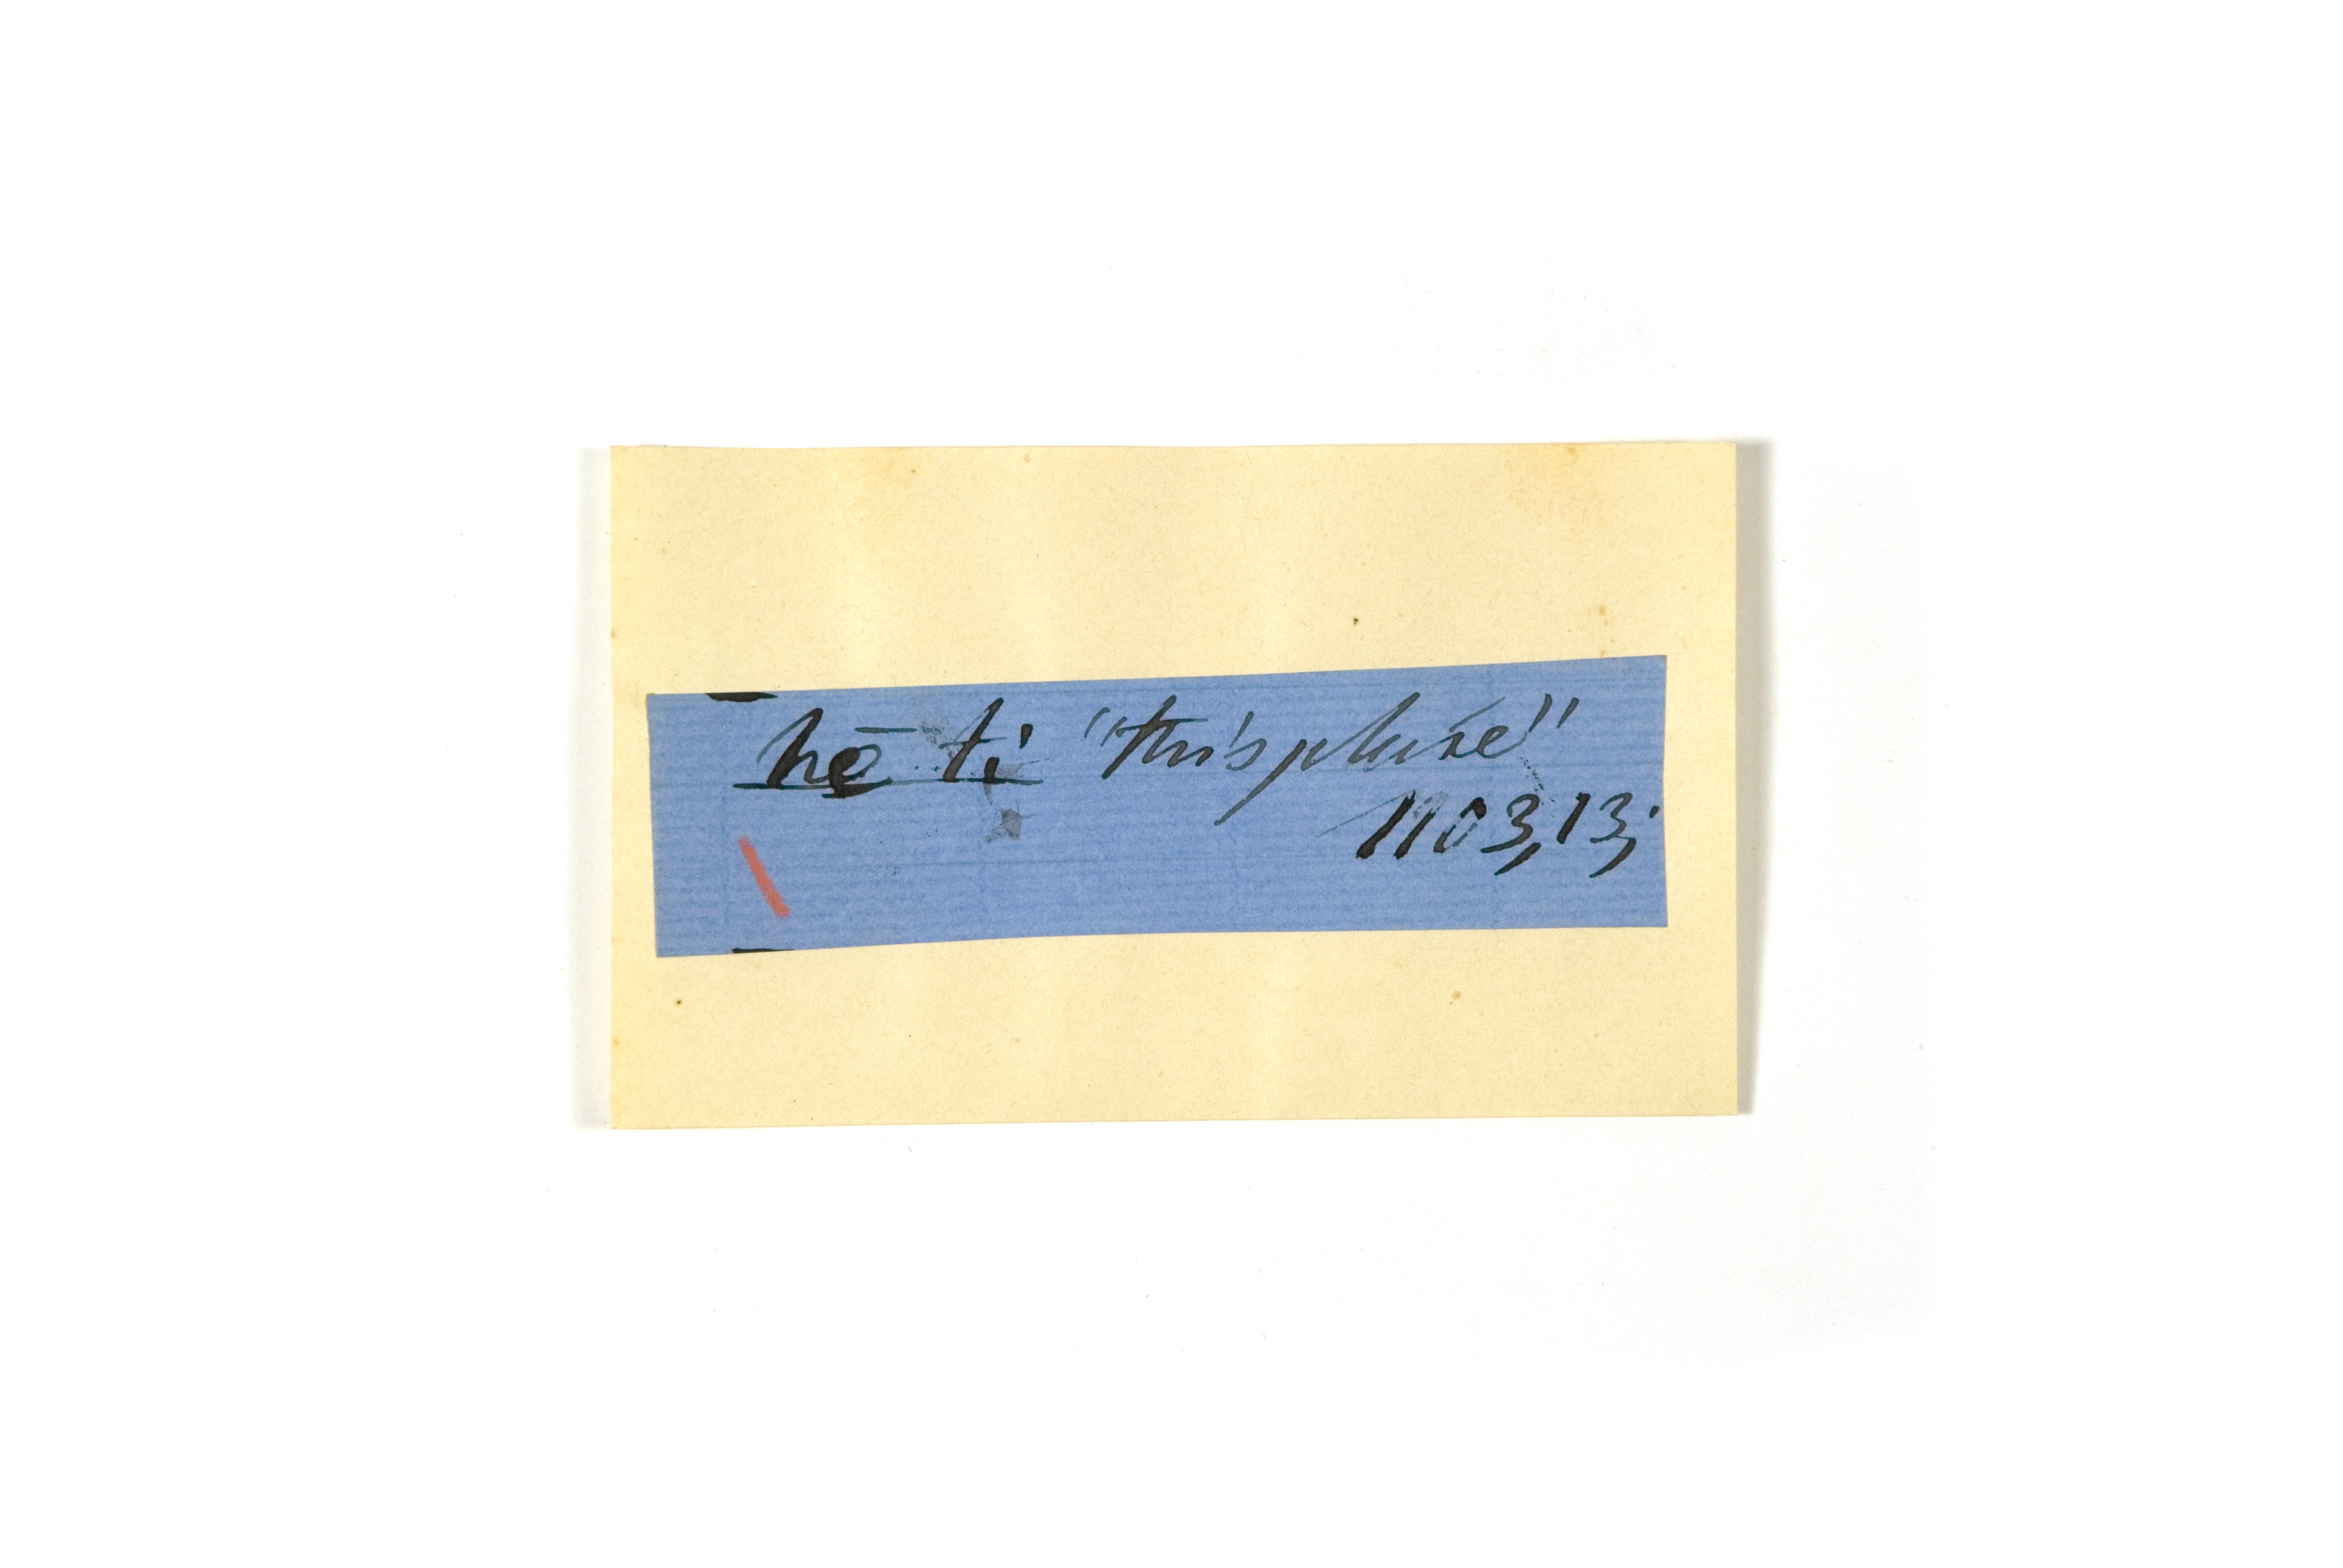 hē ti "this place"
1103,13;